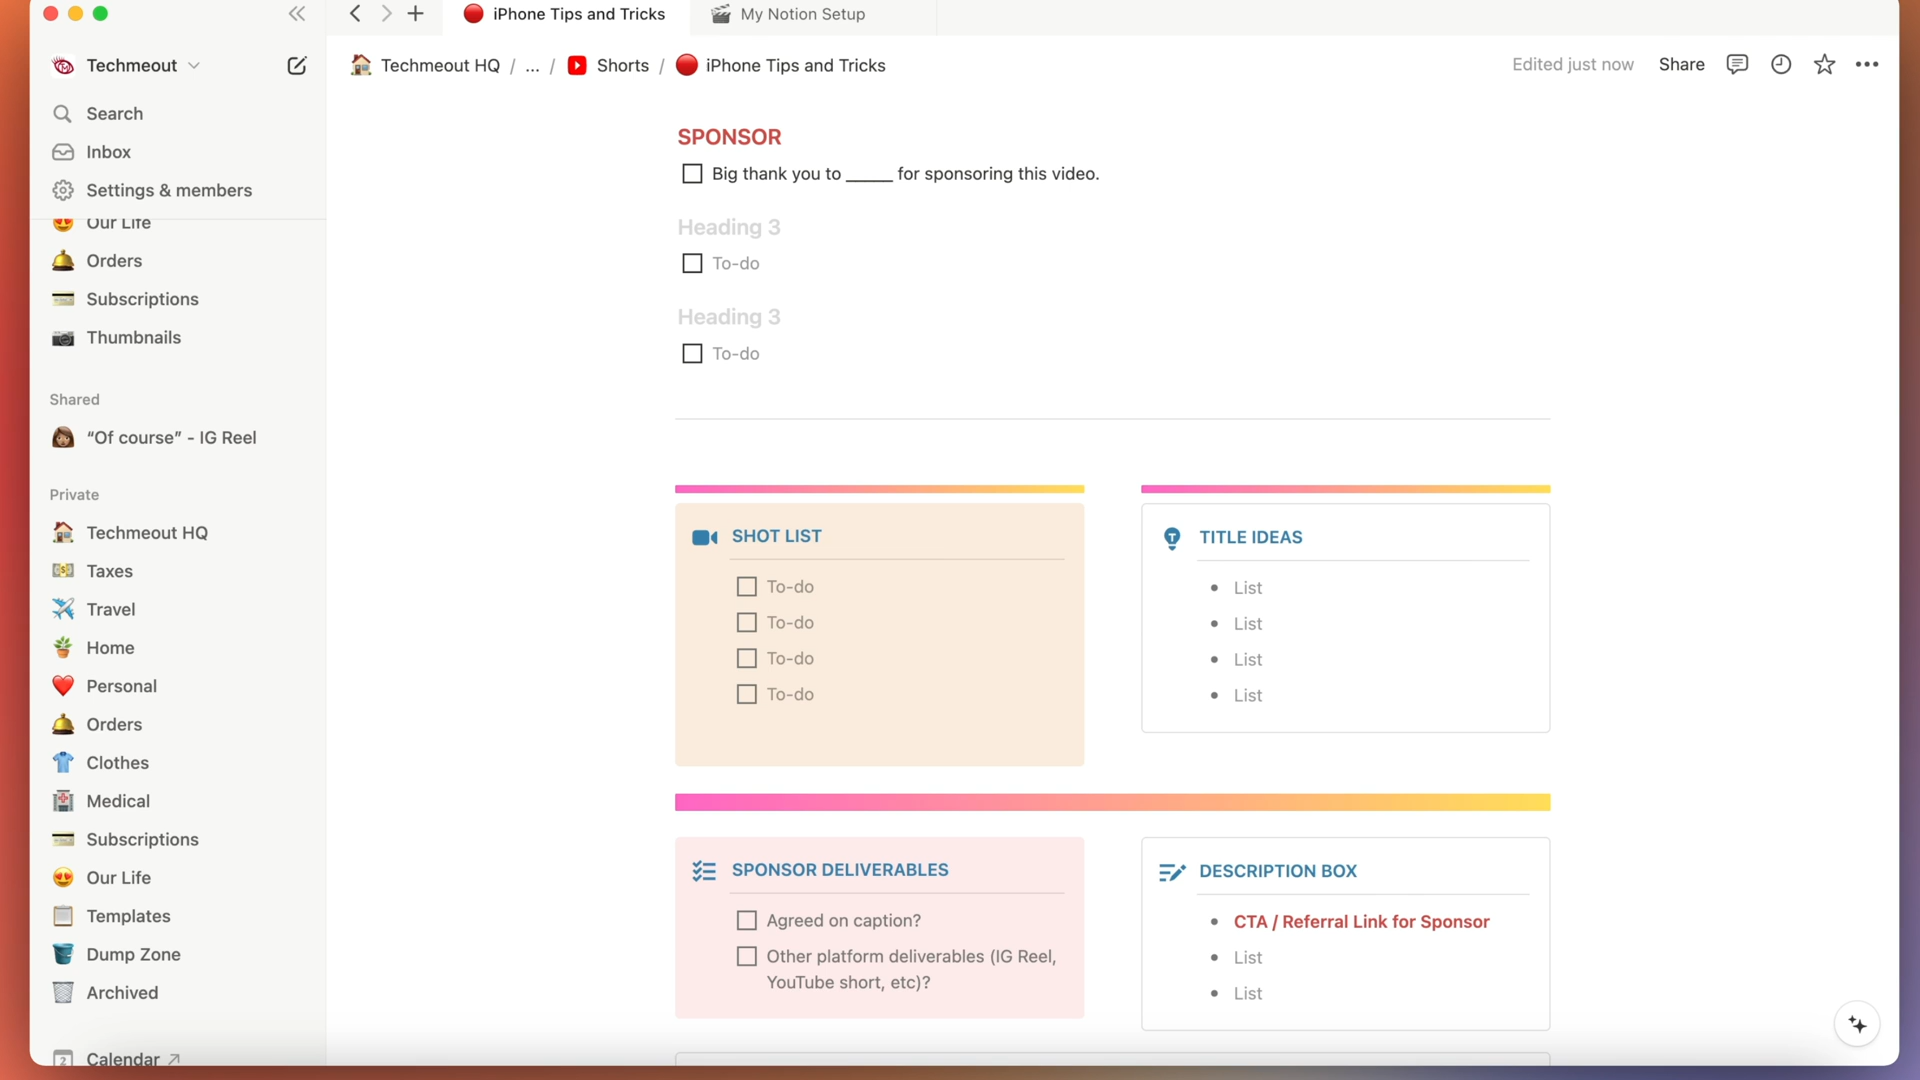 iPhone Tips and Tricks
My Notion Setup
Techmeout
Techmeout HQ / ... / Shorts / iPhone Tips and Tricks
Edited just now
Share
Search
Inbox
Settings & members
Our Life
Orders
Subscriptions
Thumbnails
Shared
“Of course” - IG Reel
Private
Techmeout HQ
Taxes
Travel
Home
Personal
Orders
Clothes
Medical
Subscriptions
Our Life
Templates
Dump Zone
Archived
2
Calendar ↗
SPONSOR
Big thank you to _____ for sponsoring this video.
Heading 3
To-do
Heading 3
To-do
SHOT LIST
To-do
To-do
To-do
To-do
TITLE IDEAS
• List
• List
• List
• List
SPONSOR DELIVERABLES
Agreed on caption?
Other platform deliverables (IG Reel,
YouTube short, etc)?
DESCRIPTION BOX
• CTA / Referral Link for Sponsor
• List
• List